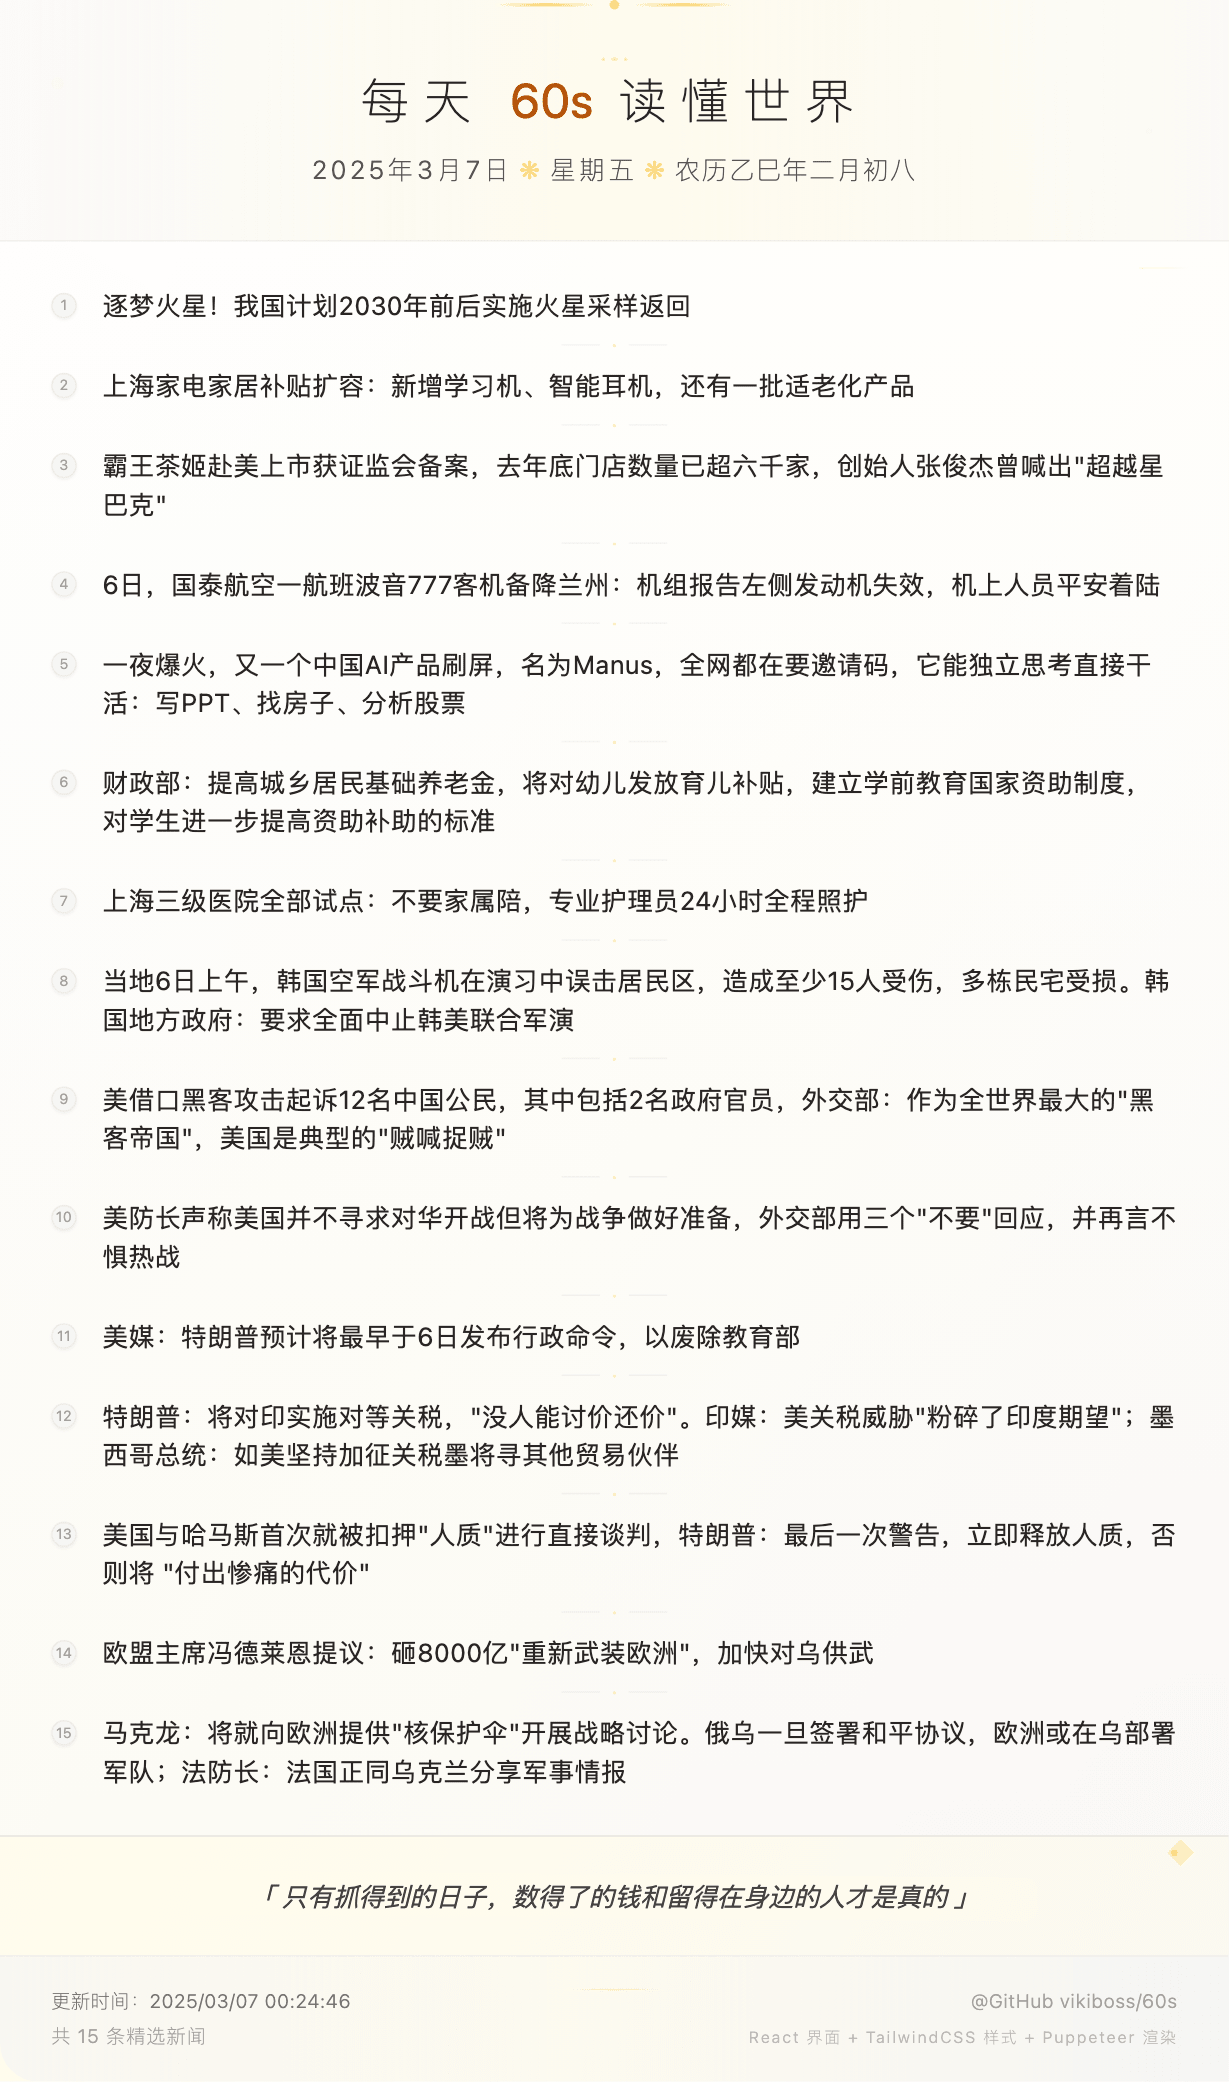 每天 60s 读懂世界
2025年3月7日 ❋ 星期五 ❋ 农历乙巳年二月初八
1 逐梦火星！我国计划2030年前后实施火星采样返回
2 上海家电家居补贴扩容：新增学习机、智能耳机，还有一批适老化产品
3 霸王茶姬赴美上市获证监会备案，去年底门店数量已超六千家，创始人张俊杰曾喊出"超越星
巴克"
4 6日，国泰航空一航班波音777客机备降兰州：机组报告左侧发动机失效，机上人员平安着陆
5 一夜爆火，又一个中国AI产品刷屏，名为Manus，全网都在要邀请码，它能独立思考直接干
活：写PPT、找房子、分析股票
6 财政部：提高城乡居民基础养老金，将对幼儿发放育儿补贴，建立学前教育国家资助制度，
对学生进一步提高资助补助的标准
7 上海三级医院全部试点：不要家属陪，专业护理员24小时全程照护
8 当地6日上午，韩国空军战斗机在演习中误击居民区，造成至少15人受伤，多栋民宅受损。韩
国地方政府：要求全面中止韩美联合军演
9 美借口黑客攻击起诉12名中国公民，其中包括2名政府官员，外交部：作为全世界最大的"黑
客帝国"，美国是典型的"贼喊捉贼"
10 美防长声称美国并不寻求对华开战但将为战争做好准备，外交部用三个"不要"回应，并再言不
惧热战
11 美媒：特朗普预计将最早于6日发布行政命令，以废除教育部
12 特朗普：将对印实施对等关税，"没人能讨价还价"。印媒：美关税威胁"粉碎了印度期望"；墨
西哥总统：如美坚持加征关税墨将寻其他贸易伙伴
13 美国与哈马斯首次就被扣押"人质"进行直接谈判，特朗普：最后一次警告，立即释放人质，否
则将 "付出惨痛的代价"
14 欧盟主席冯德莱恩提议：砸8000亿"重新武装欧洲"，加快对乌供武
15 马克龙：将就向欧洲提供"核保护伞"开展战略讨论。俄乌一旦签署和平协议，欧洲或在乌部署
军队；法防长：法国正同乌克兰分享军事情报
「 只有抓得到的日子，数得了的钱和留得在身边的人才是真的 」
更新时间：2025/03/07 00:24:46
@GitHub vikiboss/60s
共 15 条精选新闻
React 界面 + TailwindCSS 样式 + Puppeteer 渲染